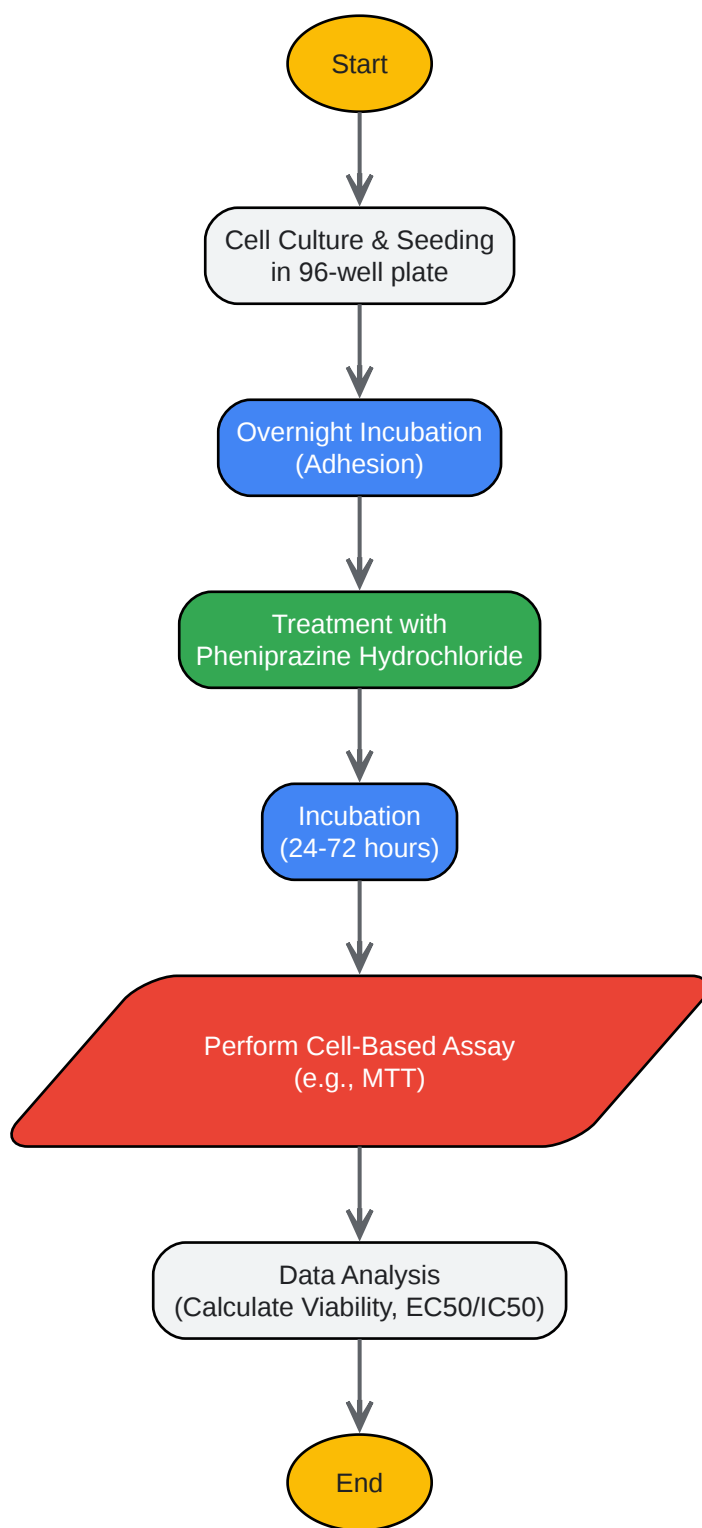 Start
Cell Culture & Seeding
in 96-well plate
Overnight Incubation
(Adhesion)
Treatment with
Pheniprazine Hydrochloride
Incubation
(24-72 hours)
Perform Cell-Based Assay
(e.g., MTT)
Data Analysis
(Calculate Viability, EC50/IC50)
End